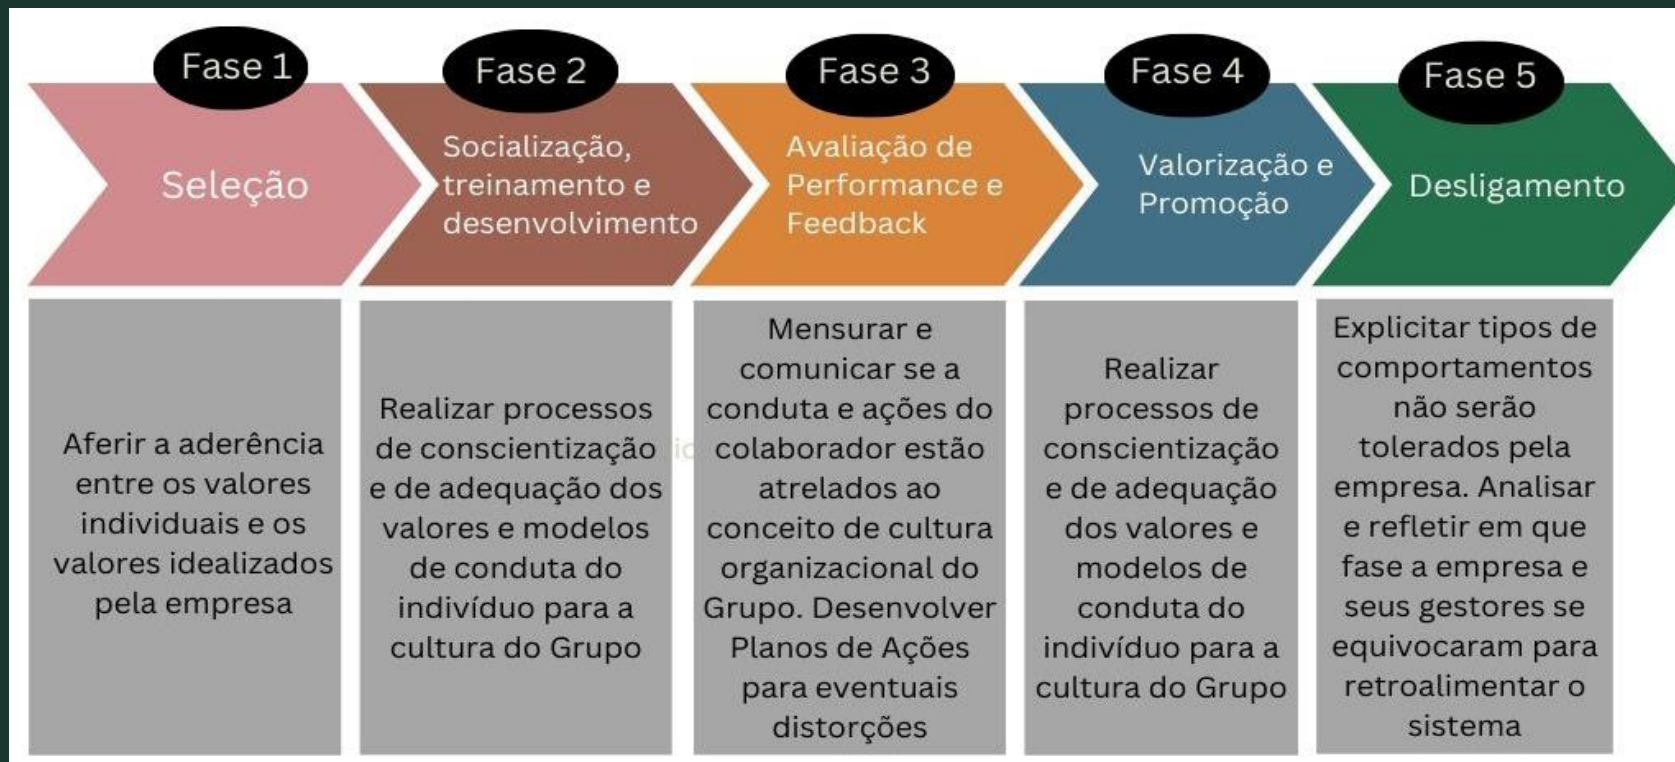 Fase 1
Seleção
Aferir a aderência
entre os valores
individuais e os
valores idealizados
pela empresa
Fase 2
Socialização,
treinamento e
desenvolvimento
Realizar processos
de conscientização
e de adequação dos
valores e modelos
de conduta do
indivíduo para a
cultura do Grupo
Fase 3
Avaliação de
Performance e
Feedback
Mensurar e
comunicar se a
conduta e ações do
colaborador estão
atrelados ao
conceito de cultura
organizacional do
Grupo. Desenvolver
Planos de Ações
para eventuais
distorções
Fase 4
Valorização e
Promoção
Realizar
processos de
conscientização
e de adequação
dos valores e
modelos de
conduta do
indivíduo para a
cultura do Grupo
Fase 5
Desligamento
Explicitar tipos de
comportamentos
não serão
tolerados pela
empresa. Analisar
e refletir em que
fase a empresa e
seus gestores se
equivocaram para
retroalimentar o
sistema